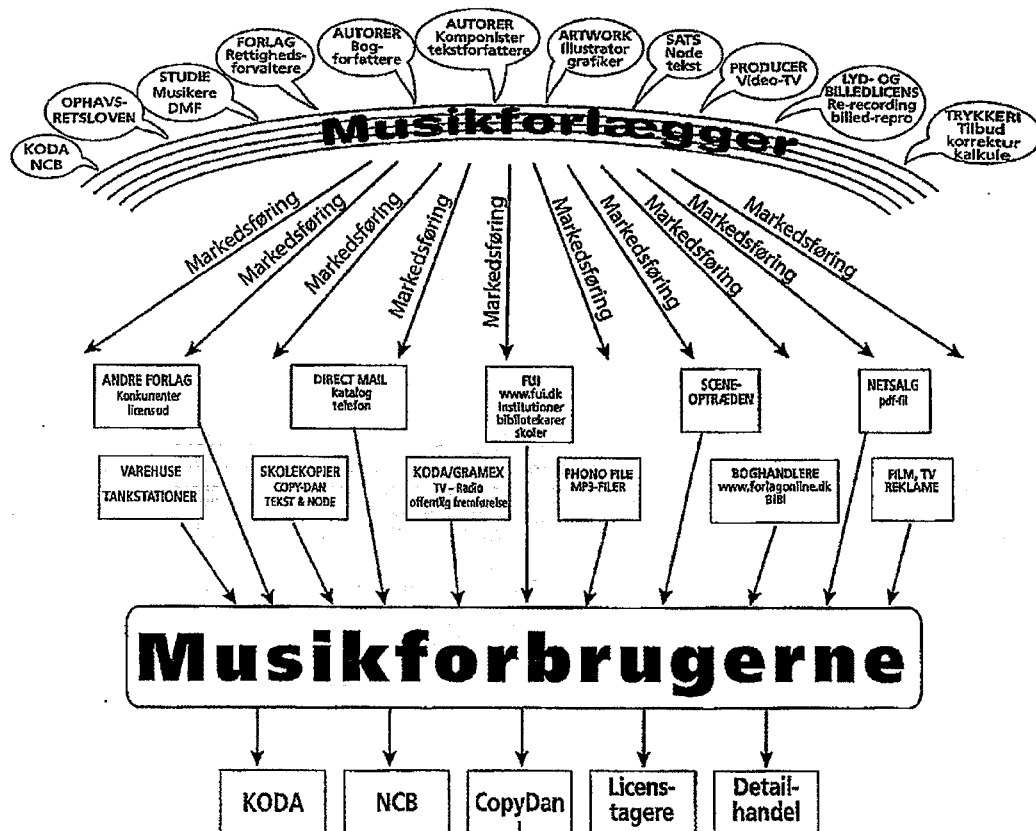 KODA
NCB
OPHAVS-
RETSLOVEN
STUDIE
Musikere
DMF
FORLAG
Rettigheds-
forvaltere
AUTORER
Bog-
forfattere
AUTORER
Komponister
tekstforfattere
ARTWORK
Illustrator
grafiker
SATS
Node
tekst
PRODUCER
Video-TV
LYD- OG
BILLEDLICENS
Re-recording
billed-repro
TRYKKERI
Tilbud
korrektur
kalkule
Musikforlægger
Markedsføring
Markedsføring
Markedsføring
Markedsføring
Markedsføring
Markedsføring
Markedsføring
Markedsføring
Markedsføring
Markedsføring
ANDRE FORLAG
Konkurrenter
licensud
DIRECT MAIL
katalog
telefon
FUI
www.fui.dk
institutioner
bibliotekarer
skoler
SCENE-
OPTRÆDEN
NETSALG
pdf-fil
VAREHUSE
TANKSTATIONER
SKOLEKOPIER
COPY-DAN
TEKST & NODE
KODA/GRAMEX
TV - Radio
offentlig fremførelse
PHONO FILE
MP3-FILER
BOGHANDLERE
www.forlagonline.dk
BIBI
FILM, TV
REKLAME
Musikforbrugerne
KODA
NCB
CopyDan
Licens-
tagere
Detail-
handel